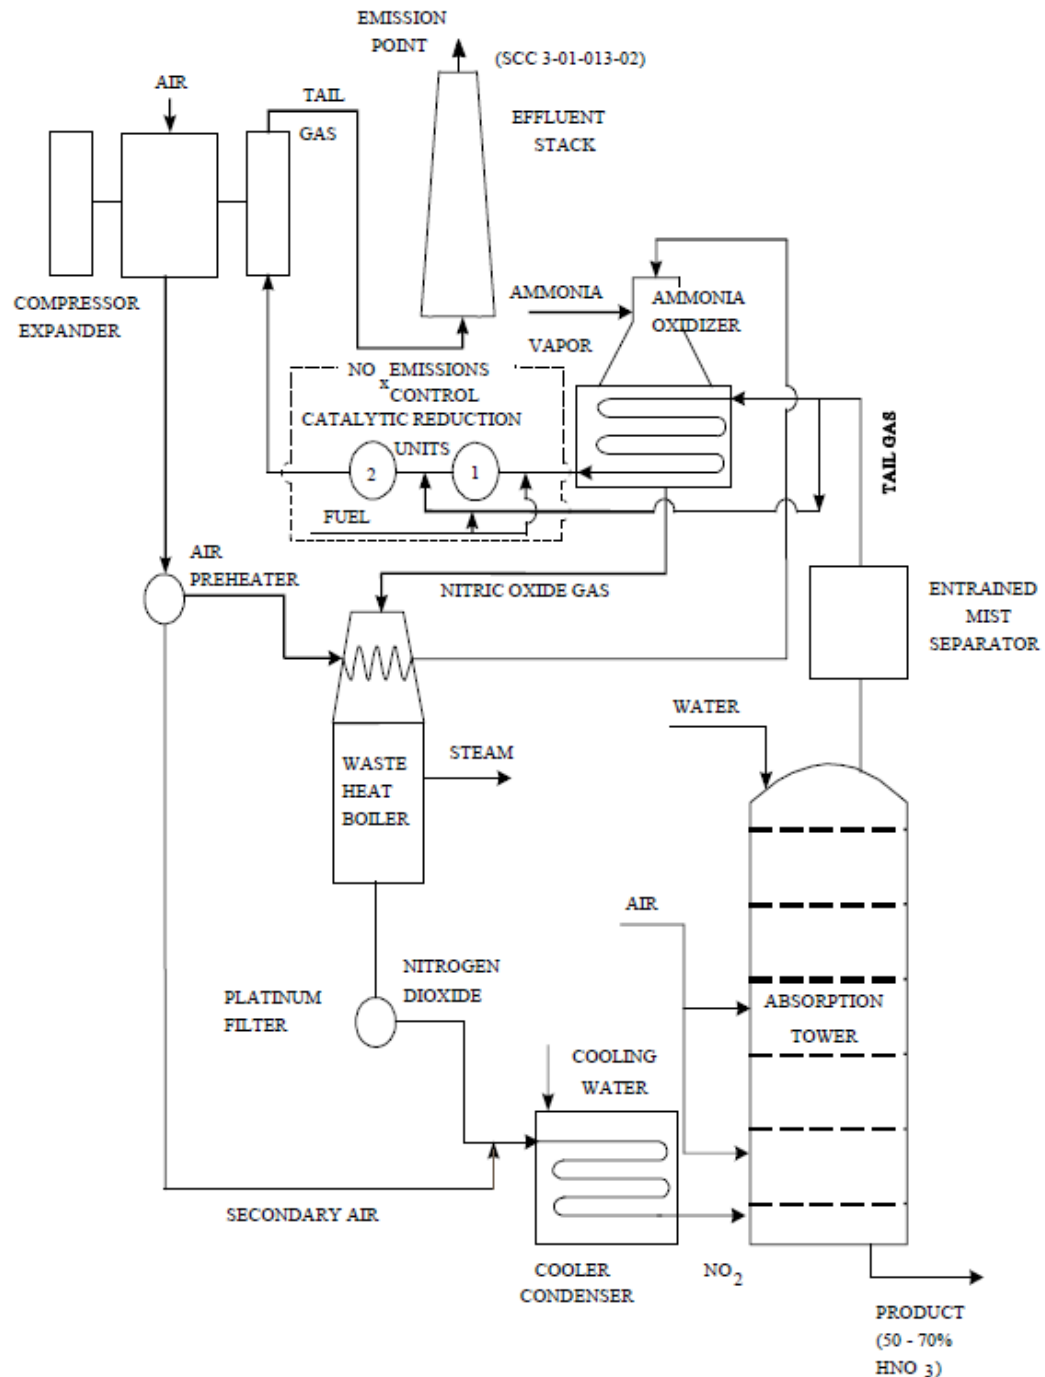 EMISSION
POINT
(SCC 3-01-013-02)
AIR
TAIL
GAS
EFFLUENT
STACK
COMPRESSOR
EXPANDER
AMMONIA
VAPOR
AMMONIA
OXIDIZER
NOx EMISSIONS
CONTROL
CATALYTIC REDUCTION
UNITS
2
1
FUEL
TAIL GAS
AIR
PREHEATER
NITRIC OXIDE GAS
ENTRAINED
MIST
SEPARATOR
WATER
STEAM
WASTE
HEAT
BOILER
AIR
NITROGEN
DIOXIDE
PLATINUM
FILTER
ABSORPTION
TOWER
COOLING
WATER
SECONDARY AIR
COOLER
CONDENSER
NO2
PRODUCT
(50 - 70%
HNO 3)